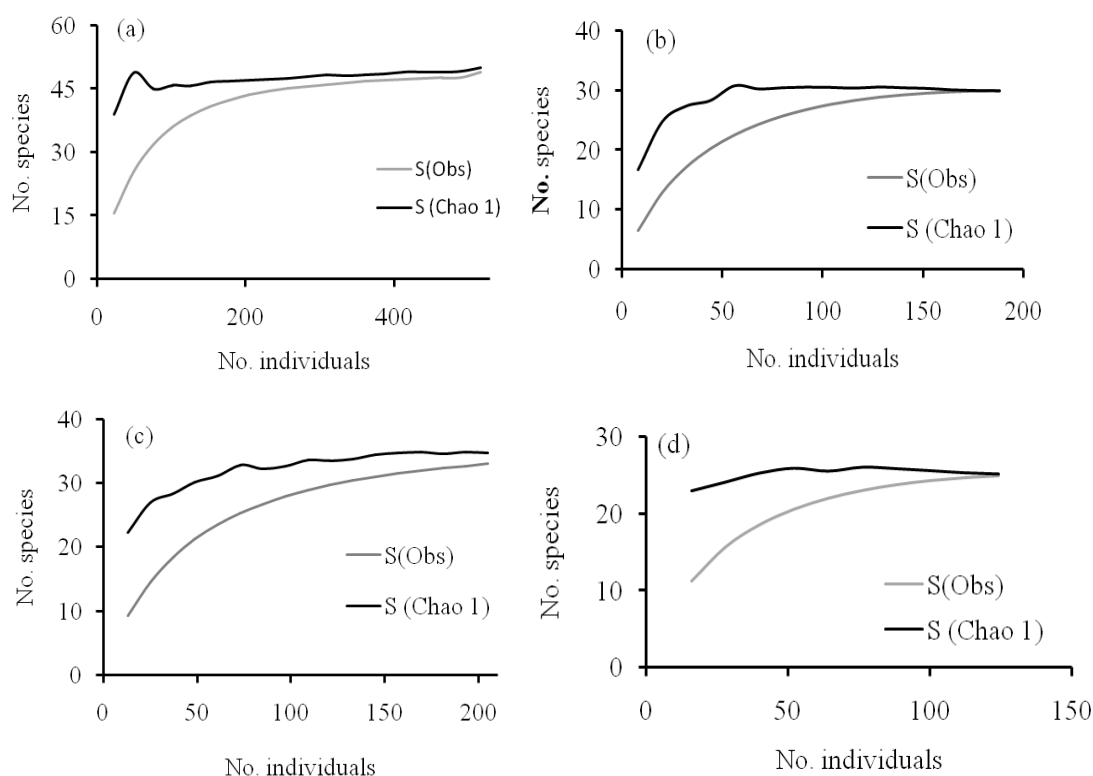 (a)
No. species
60
45
30
15
0
S(Obs)
S (Chao 1)
0 200 400
No. individuals
(b)
No. species
40
30
20
10
0
S(Obs)
S (Chao 1)
0 50 100 150 200
No. individuals
(c)
No. species
40
30
20
10
0
S(Obs)
S (Chao 1)
0 50 100 150 200
No. individuals
(d)
No. species
30
20
10
0
S(Obs)
S (Chao 1)
0 50 100 150
No. individuals